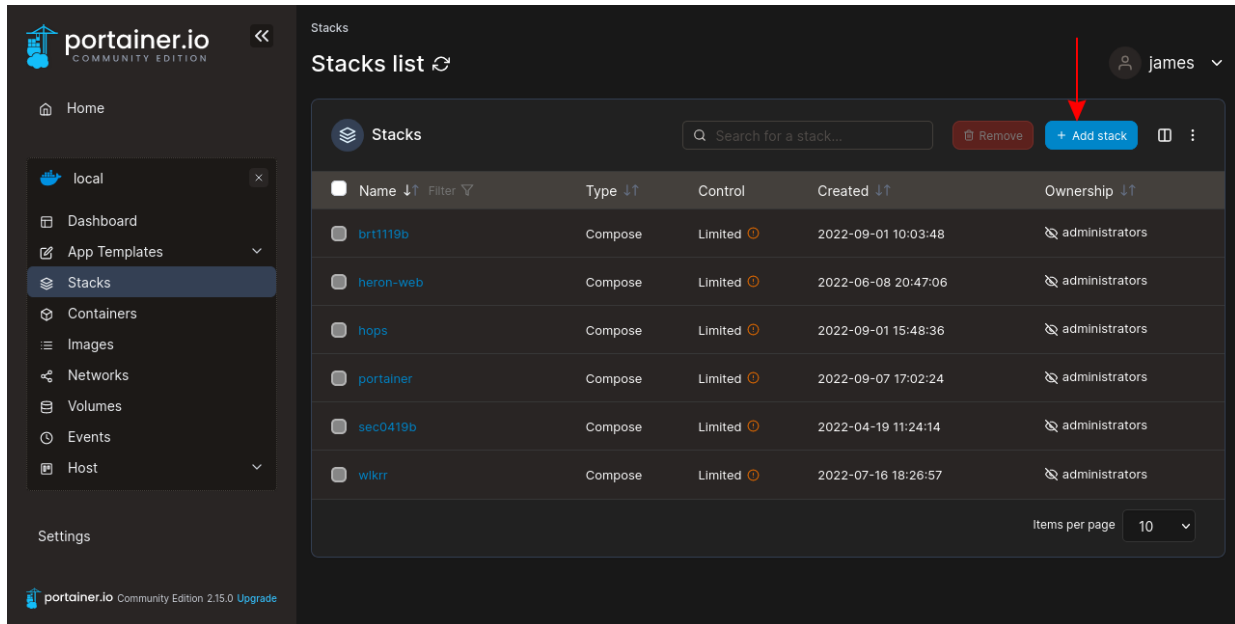 portainer.io
COMMUNITY EDITION
Home
local
Dashboard
App Templates
Stacks
Containers
Images
Networks
Volumes
Events
Host
Settings
portainer.io Community Edition 2.15.0 Upgrade
Stacks
Stacks list
james
Stacks
Search for a stack...
Remove
+ Add stack
Name Filter Type Control Created Ownership
brt1119b Compose Limited 2022-09-01 10:03:48 administrators
heron-web Compose Limited 2022-06-08 20:47:06 administrators
hops Compose Limited 2022-09-01 15:48:36 administrators
portainer Compose Limited 2022-09-07 17:02:24 administrators
sec0419b Compose Limited 2022-04-19 11:24:14 administrators
wlkrr Compose Limited 2022-07-16 18:26:57 administrators
Items per page 10